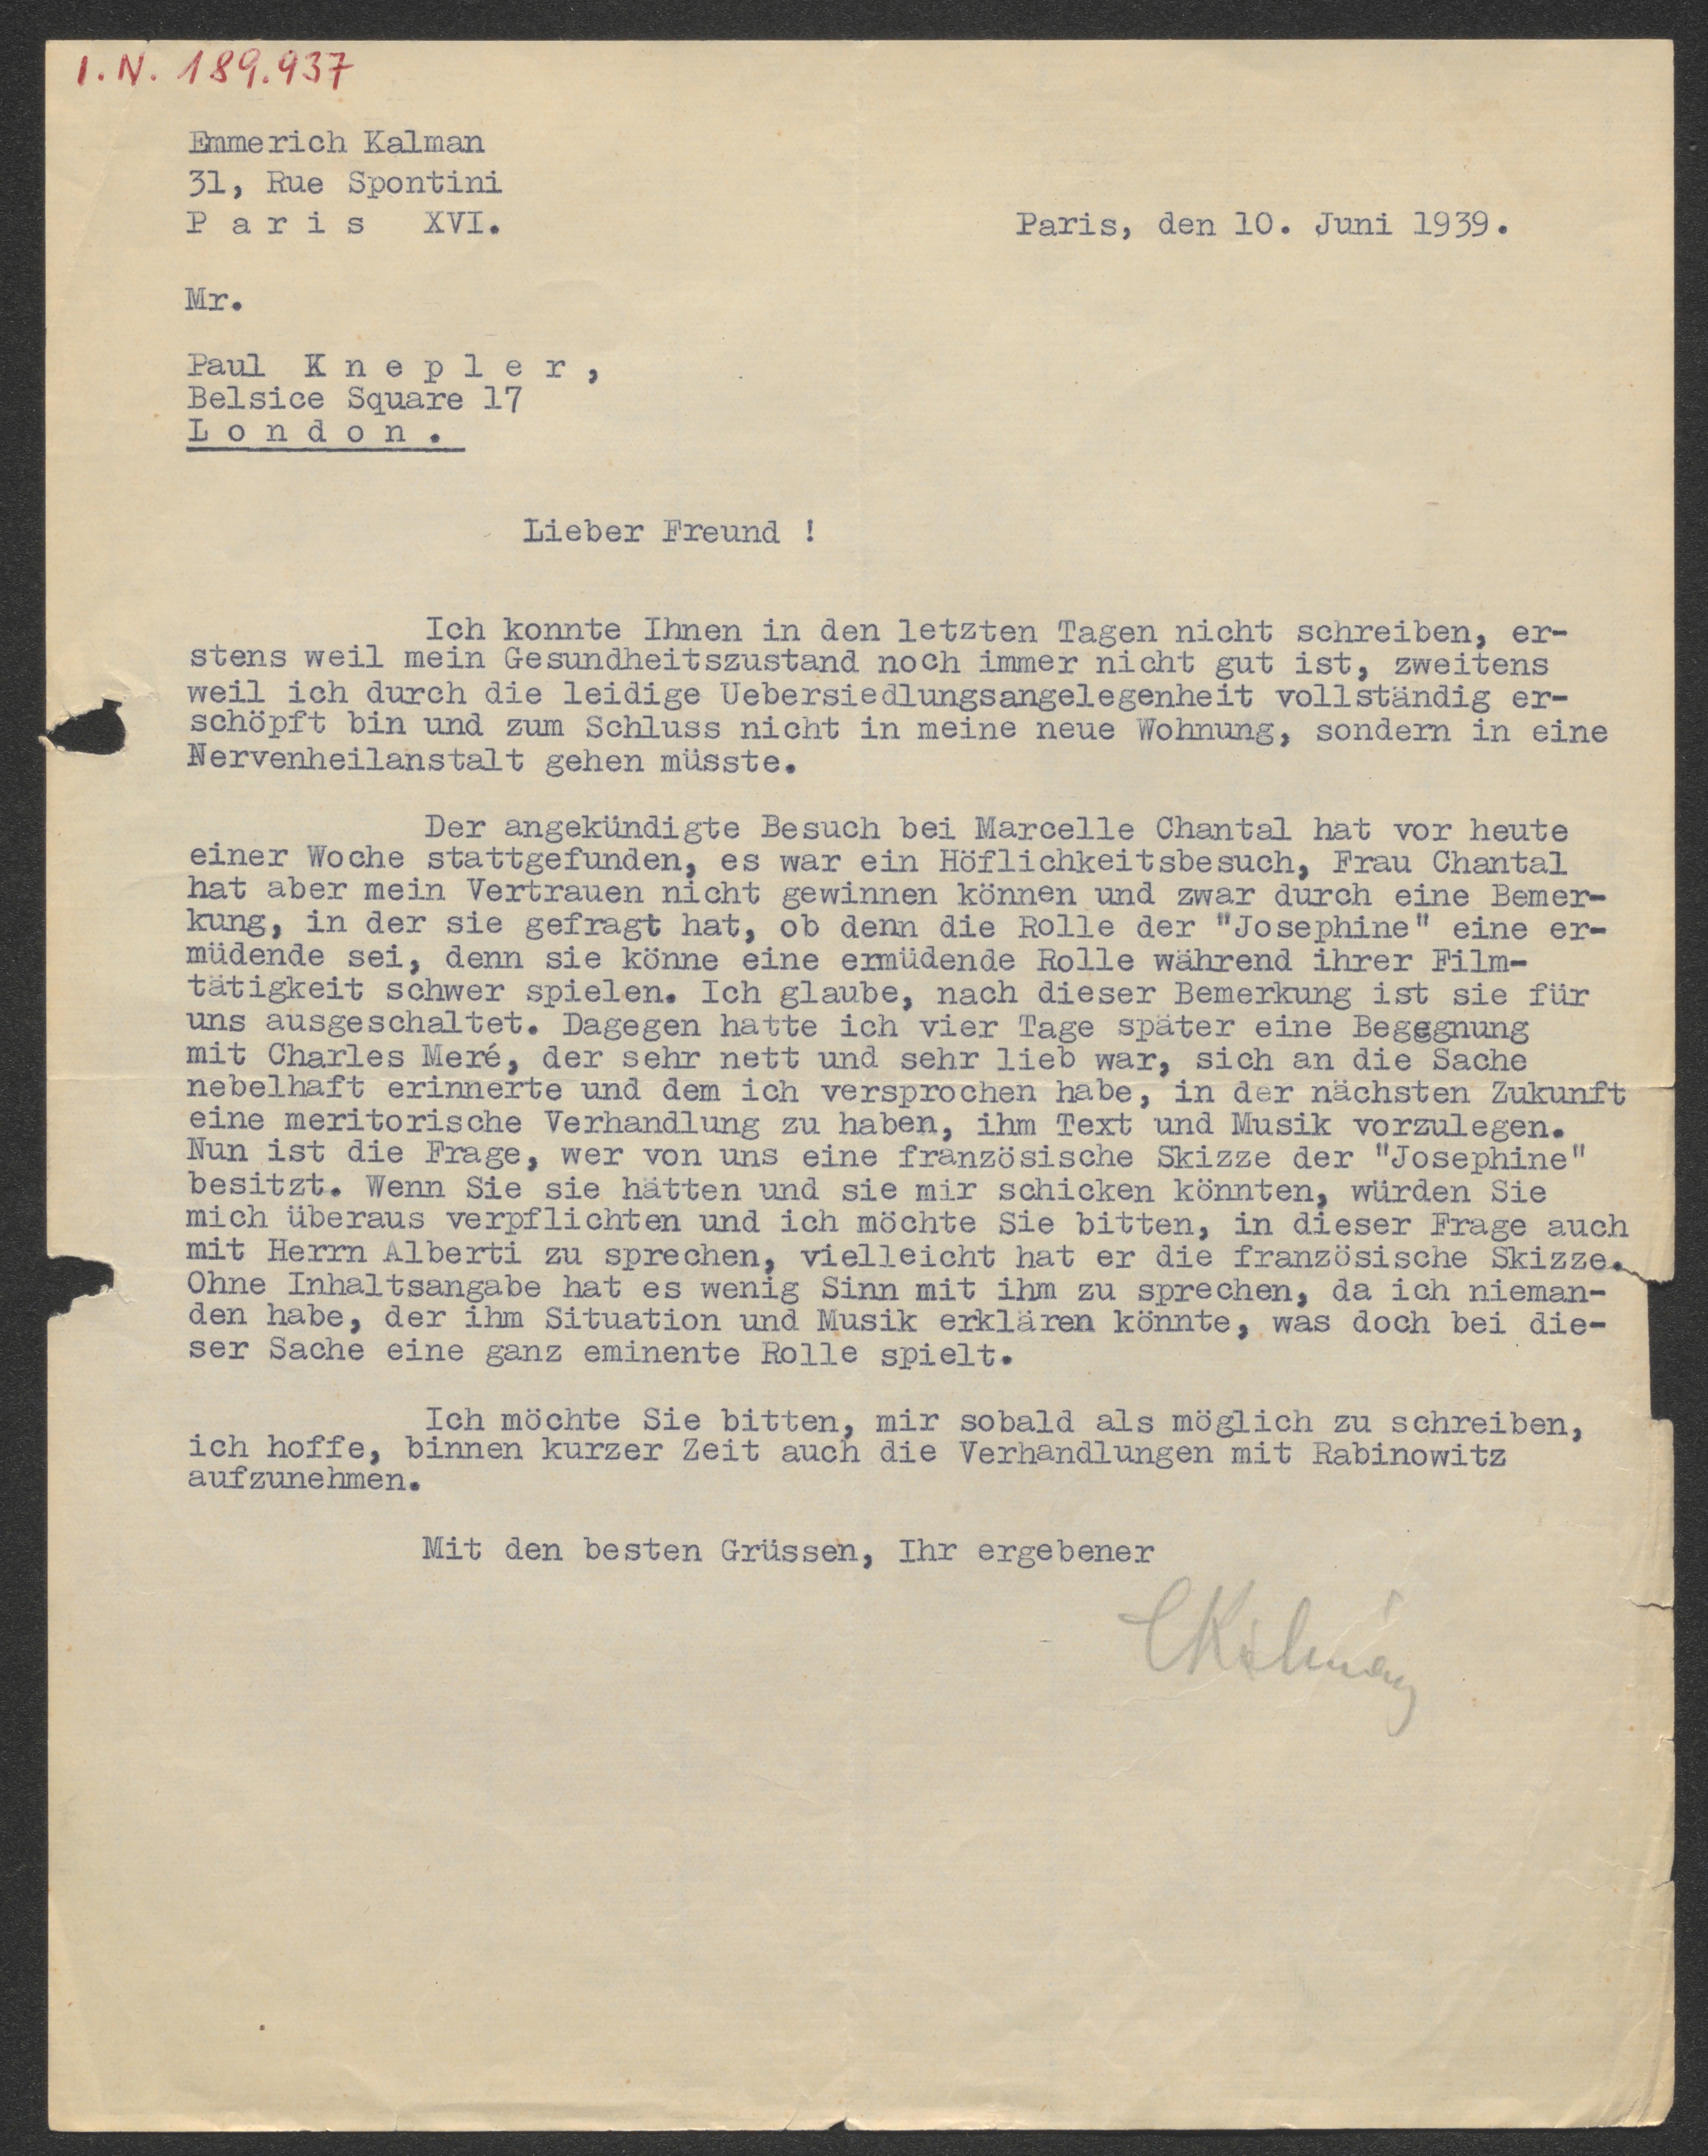 I.N. 189.937
Emmerich Kalman
31, Rue Spontini
P a r i s XVI.
Paris, den 10. Juni 1939.
Mr.
Paul K n e p l e r ,
Belsice Square 17
L o n d o n .
Lieber Freund !
Ich konnte Ihnen in den letzten Tagen nicht schreiben, er-
stens weil mein Gesundheitszustand noch immer nicht gut ist, zweitens
weil ich durch die leidige Uebersiedlungsangelegenheit vollständig er-
schöpft bin und zum Schluss nicht in meine neue Wohnung, sondern in eine
Nervenheilanstalt gehen müsste.
Der angekündigte Besuch bei Marcelle Chantal hat vor heute
einer Woche stattgefunden, es war ein Höflichkeitsbesuch, Frau Chantal
hat aber mein Vertrauen nicht gewinnen können und zwar durch eine Bemer-
kung, in der sie gefragt hat, ob denn die Rolle der "Josephine" eine er-
müdende sei, denn sie könne eine ermüdende Rolle während ihrer Film-
tätigkeit schwer spielen. Ich glaube, nach dieser Bemerkung ist sie für
uns ausgeschaltet. Dagegen hatte ich vier Tage später eine Begegnung
mit Charles Meré, der sehr nett und sehr lieb war, sich an die Sache
nebelhaft erinnerte und dem ich versprochen habe, in der nächsten Zukunft
eine meritorische Verhandlung zu haben, ihm Text und Musik vorzulegen.
Nun ist die Frage, wer von uns eine französische Skizze der "Josephine"
besitzt. Wenn Sie sie hätten und sie mir schicken könnten, würden Sie
mich überaus verpflichten und ich möchte Sie bitten, in dieser Frage auch
mit Herrn Alberti zu sprechen, vielleicht hat er die französische Skizze.
Ohne Inhaltsangabe hat es wenig Sinn mit ihm zu sprechen, da ich nieman-
den habe, der ihm Situation und Musik erklären könnte, was doch bei die-
ser Sache eine ganz eminente Rolle spielt.
Ich möchte Sie bitten, mir sobald als möglich zu schreiben,
ich hoffe, binnen kurzer Zeit auch die Verhandlungen mit Rabinowitz
aufzunehmen.
Mit den besten Grüssen, Ihr ergebener
EKálmán